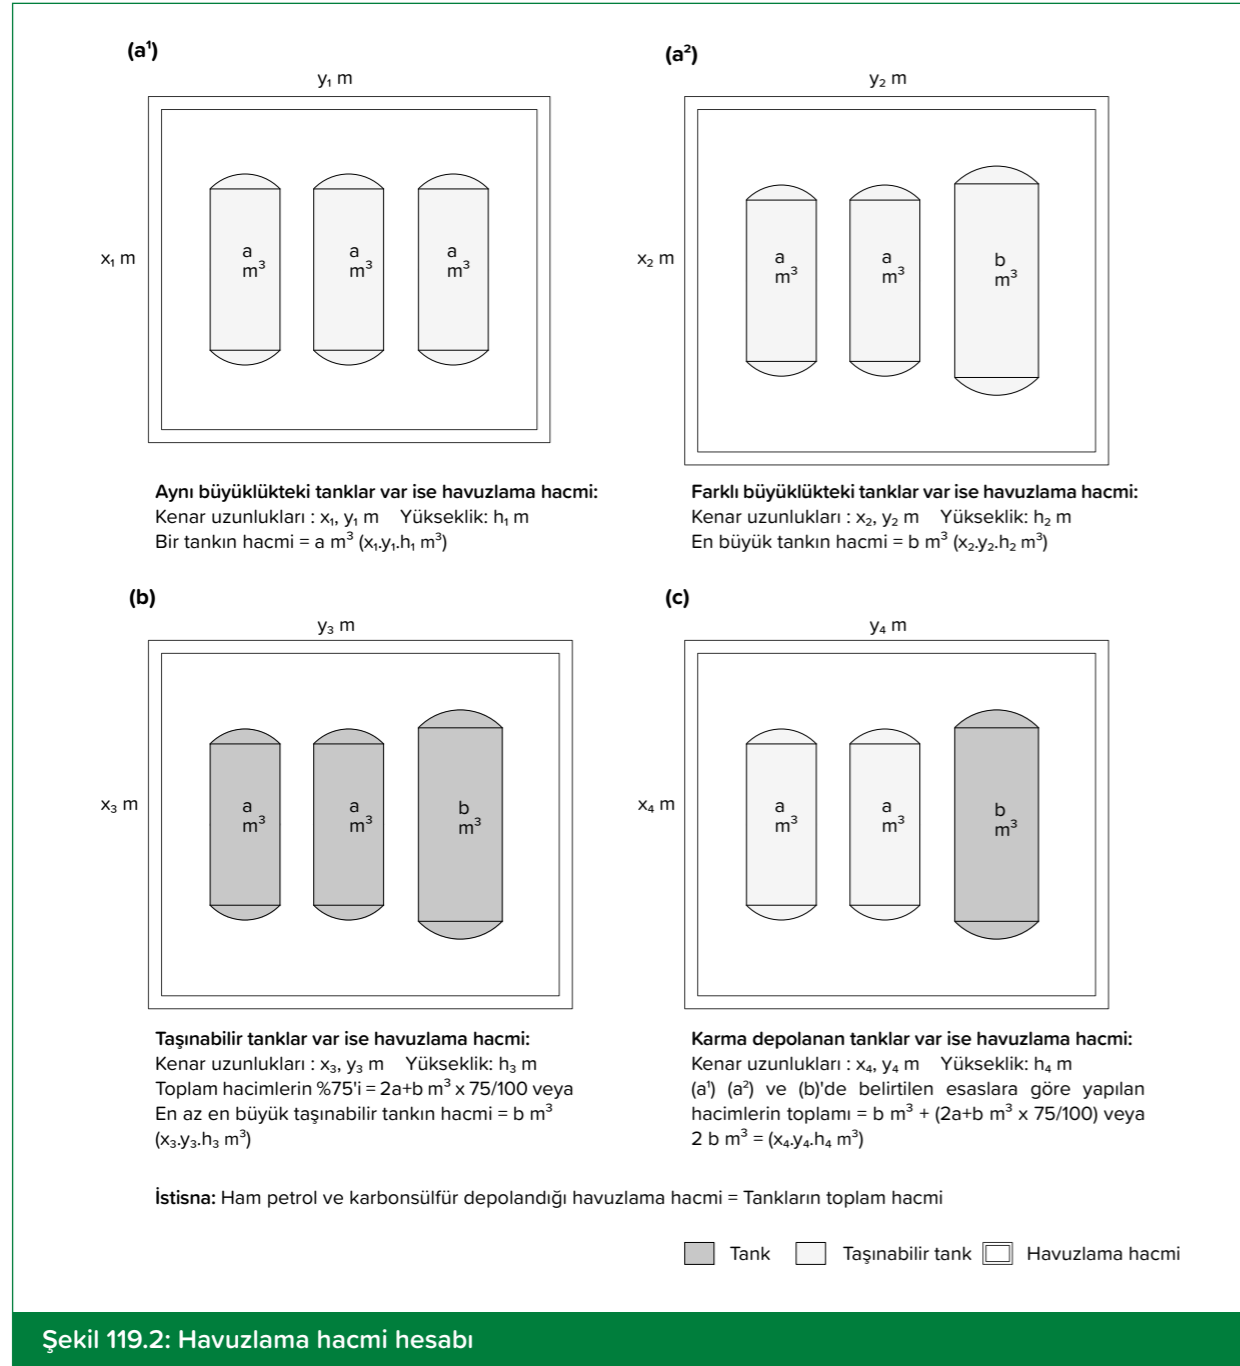 (a¹)
y₁ m
x₁ m
a
m³
a
m³
a
m³
Aynı büyüklükteki tanklar var ise havuzlama hacmi:
Kenar uzunlukları : x₁, y₁ m Yükseklik: h₁ m
Bir tankın hacmi = a m³ (x₁.y₁.h₁ m³)
(a²)
y₂ m
x₂ m
a
m³
a
m³
b
m³
Farklı büyüklükteki tanklar var ise havuzlama hacmi:
Kenar uzunlukları : x₂, y₂ m Yükseklik: h₂ m
En büyük tankın hacmi = b m³ (x₂.y₂.h₂ m³)
(b)
y₃ m
x₃ m
a
m³
a
m³
b
m³
Taşınabilir tanklar var ise havuzlama hacmi:
Kenar uzunlukları : x₃, y₃ m Yükseklik: h₃ m
Toplam hacimlerin %75'i = 2a+b m³ x 75/100 veya
En az en büyük taşınabilir tankın hacmi = b m³
(x₃.y₃.h₃ m³)
(c)
y₄ m
x₄ m
a
m³
a
m³
b
m³
Karma depolanan tanklar var ise havuzlama hacmi:
Kenar uzunlukları : x₄, y₄ m Yükseklik: h₄ m
(a¹) (a²) ve (b)'de belirtilen esaslara göre yapılan
hacimlerin toplamı = b m³ + (2a+b m³ x 75/100) veya
2 b m³ = (x₄.y₄.h₄ m³)
İstisna: Ham petrol ve karbonsülfür depolandığı havuzlama hacmi = Tankların toplam hacmi
Tank Taşınabilir tank Havuzlama hacmi
Şekil 119.2: Havuzlama hacmi hesabı